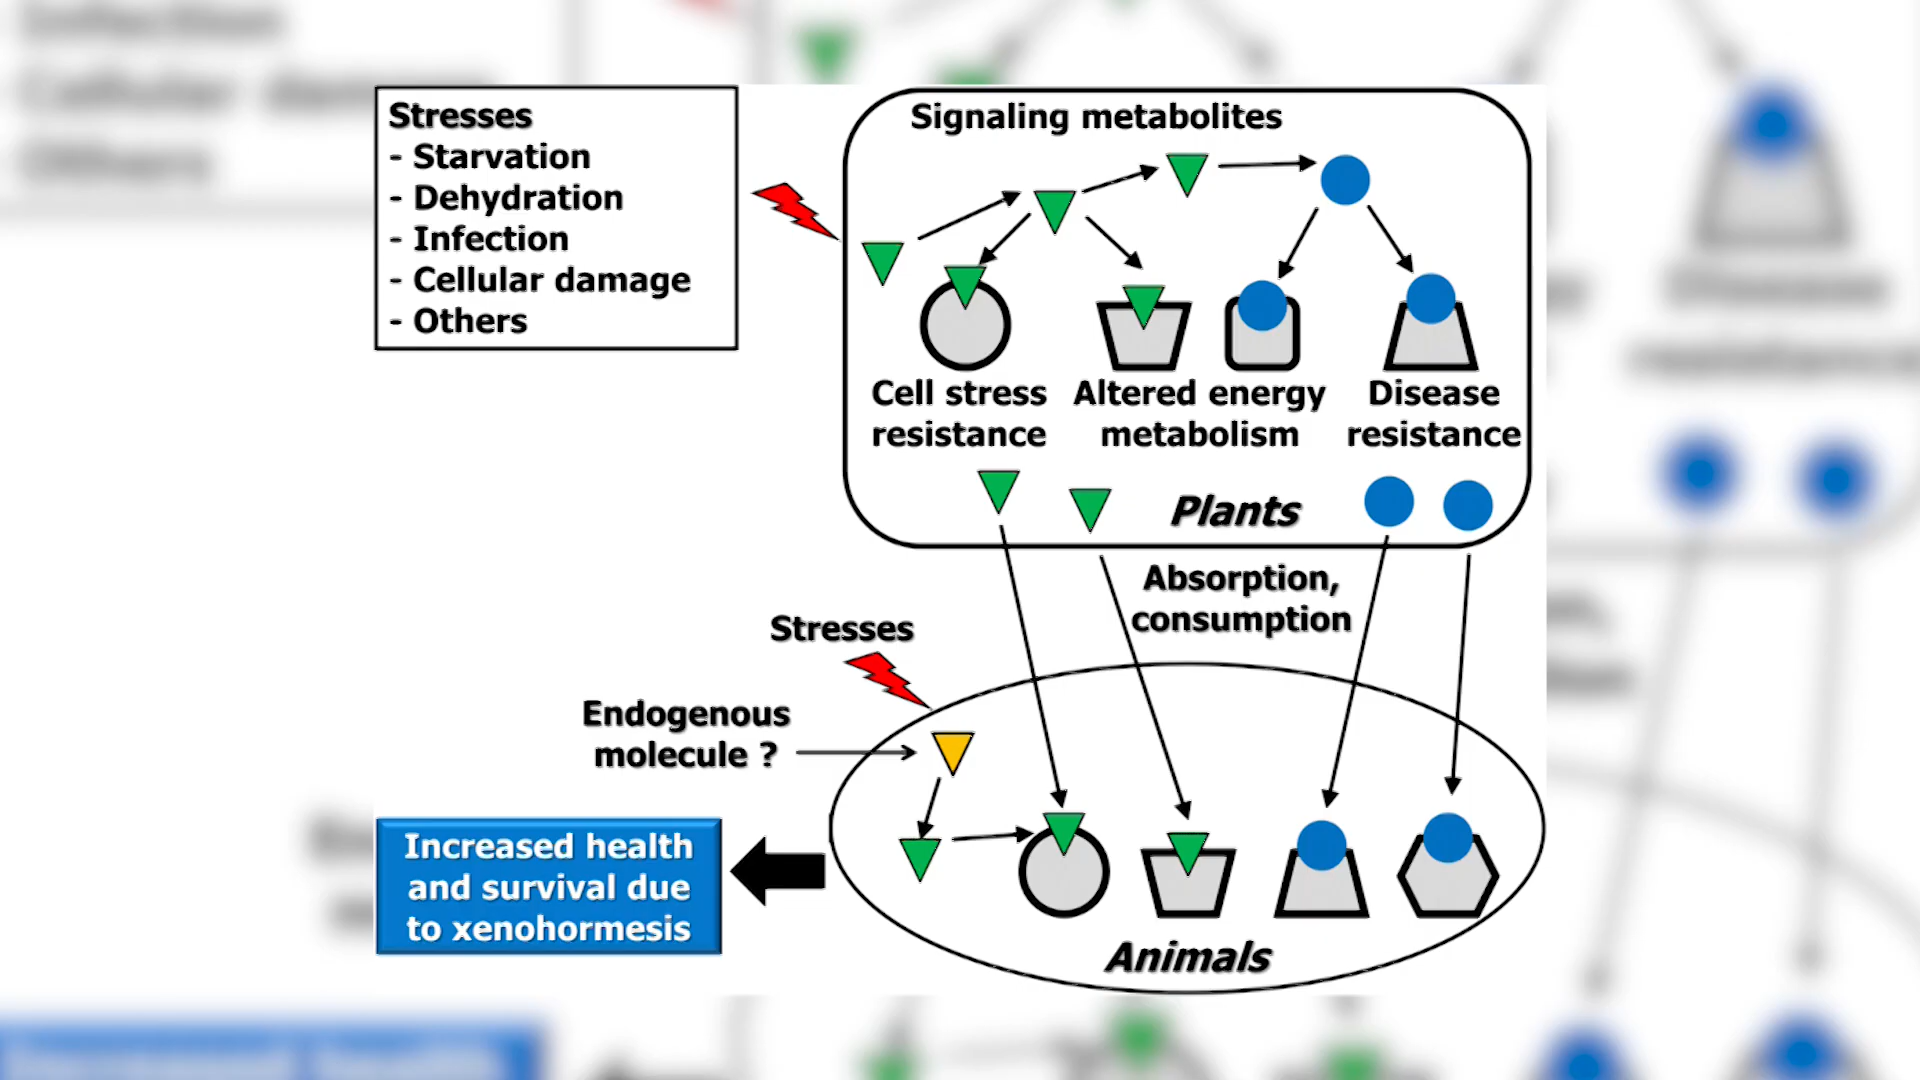 Stresses
- Starvation
- Dehydration
- Infection
- Cellular damage
- Others
Signaling metabolites
Cell stress
resistance
Altered energy
metabolism
Disease
resistance
Plants
Absorption,
consumption
Stresses
Endogenous
molecule ?
Increased health
and survival due
to xenohormesis
Animals